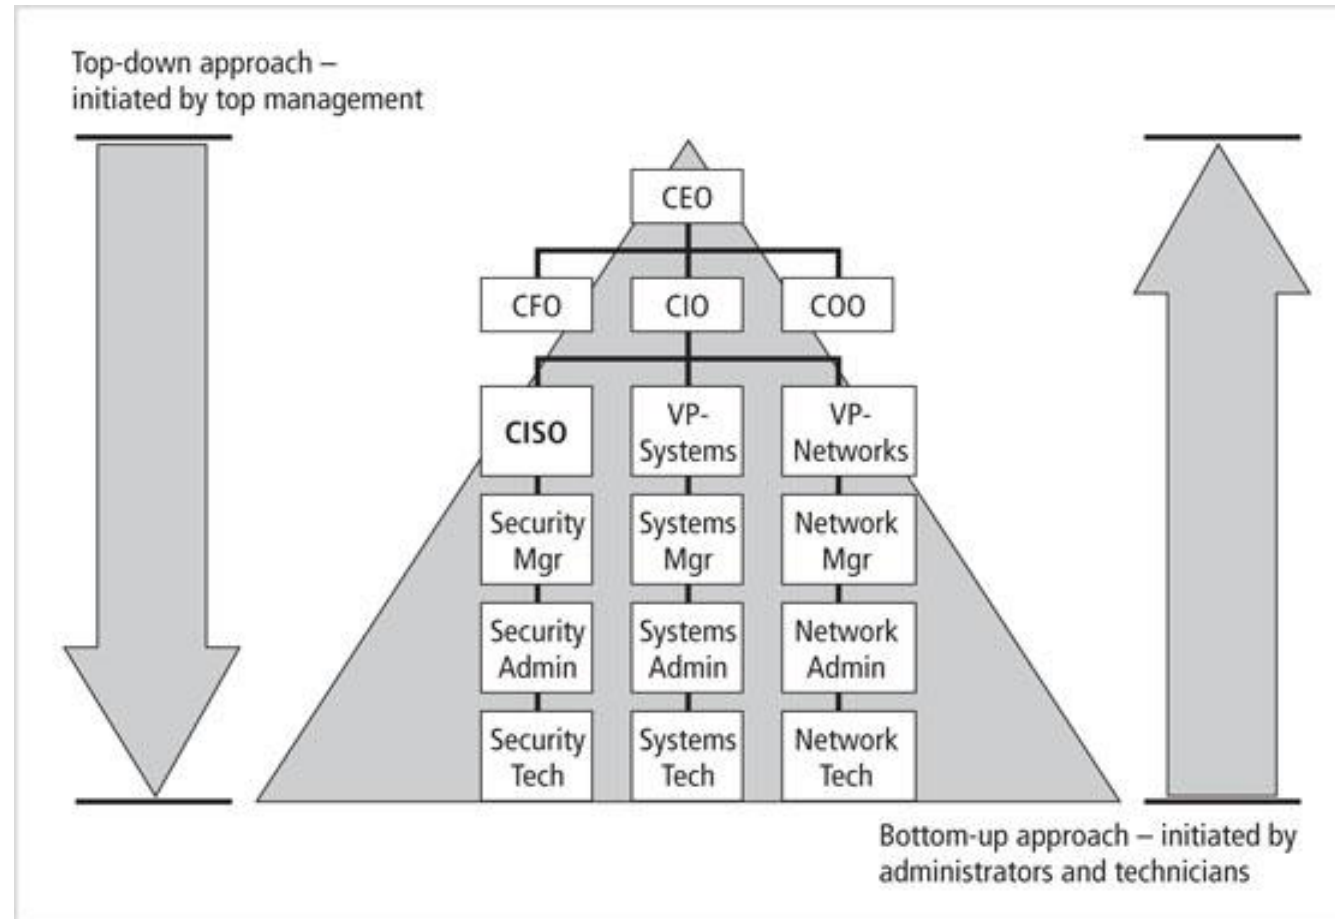 Top-down approach –
initiated by top management
CEO
CFO
CIO
COO
CISO
VP-
Systems
VP-
Networks
Security
Mgr
Systems
Mgr
Network
Mgr
Security
Admin
Systems
Admin
Network
Admin
Security
Tech
Systems
Tech
Network
Tech
Bottom-up approach – initiated by
administrators and technicians